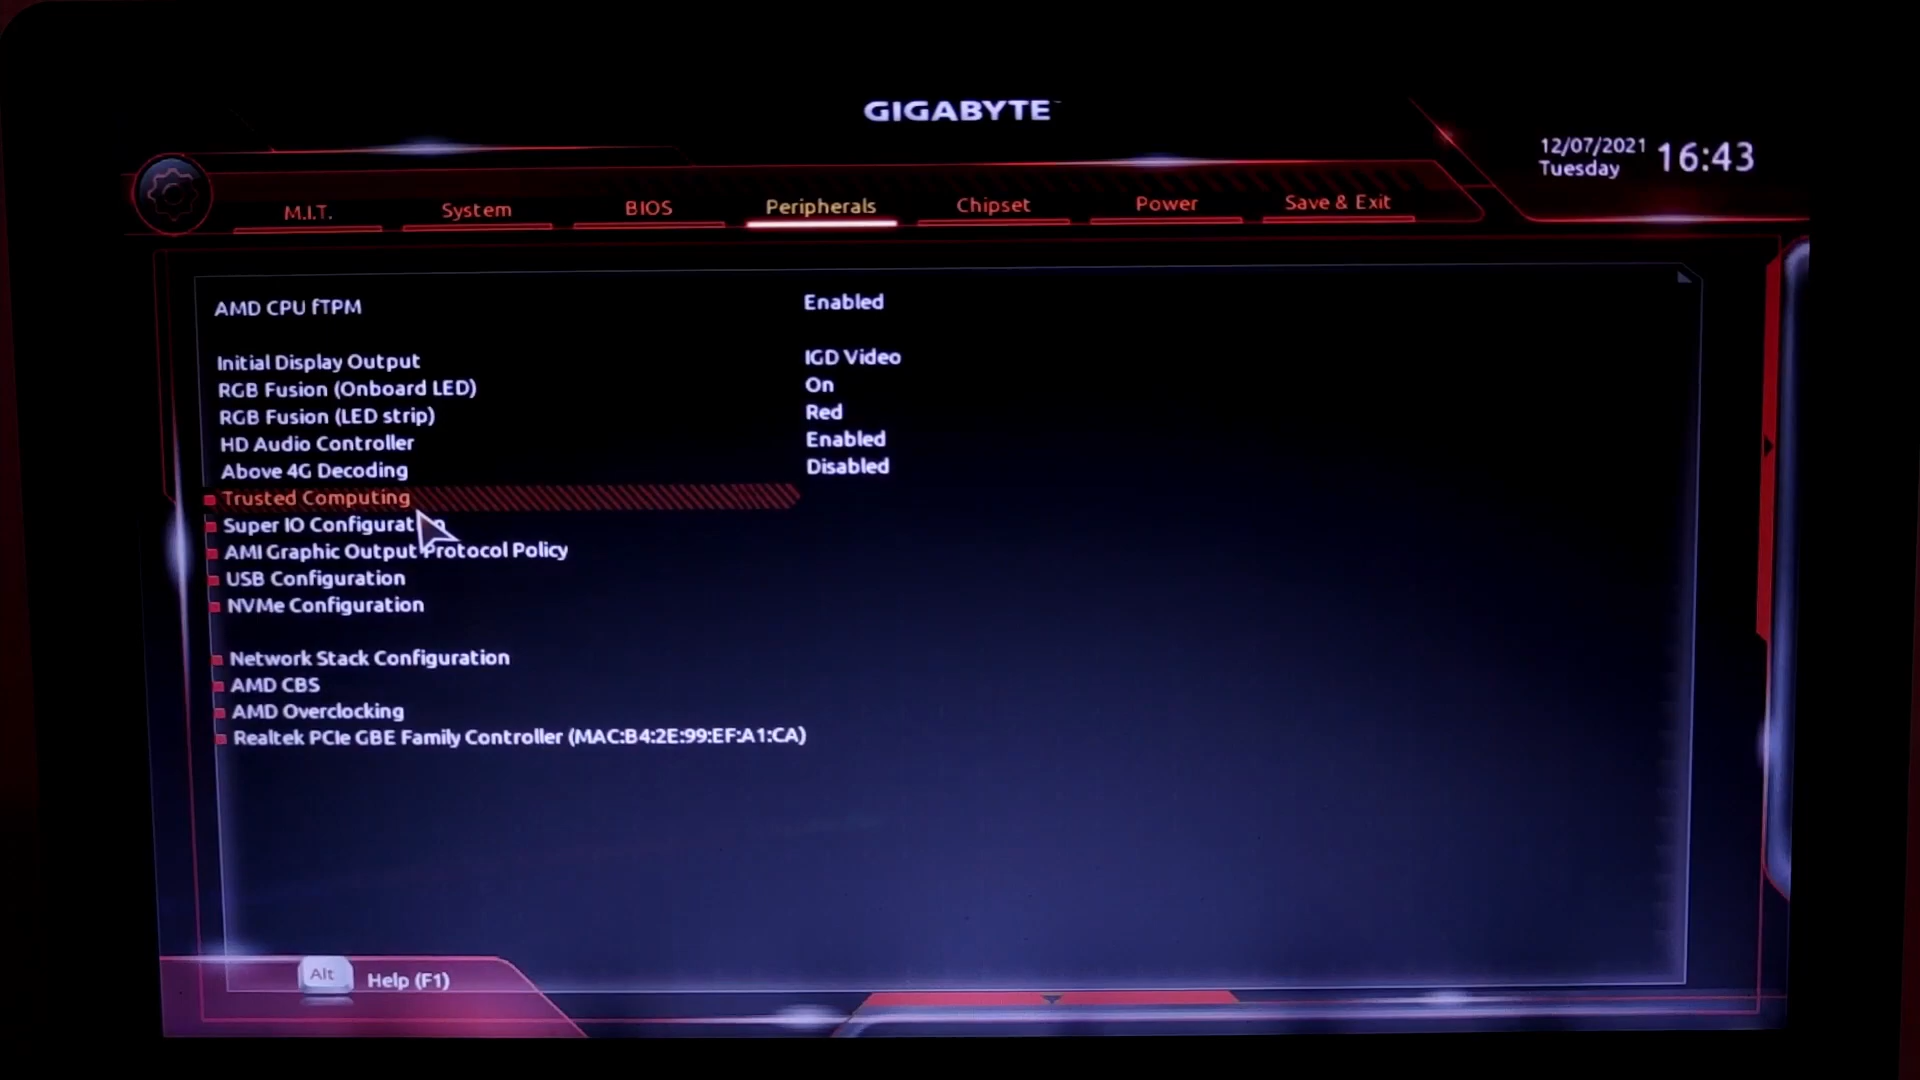 GIGABYTE
12/07/2021
Tuesday
16:43
M.I.T. System BIOS Peripherals Chipset Power Save & Exit
AMD CPU fTPM Enabled
Initial Display Output IGD Video
RGB Fusion (Onboard LED) On
RGB Fusion (LED strip) Red
HD Audio Controller Enabled
Above 4G Decoding Disabled
Trusted Computing
Super IO Configuration
AMI Graphic Output Protocol Policy
USB Configuration
NVMe Configuration
Network Stack Configuration
AMD CBS
AMD Overclocking
Realtek PCIe GBE Family Controller (MAC:B4:2E:99:EF:A1:CA)
Alt Help (F1)